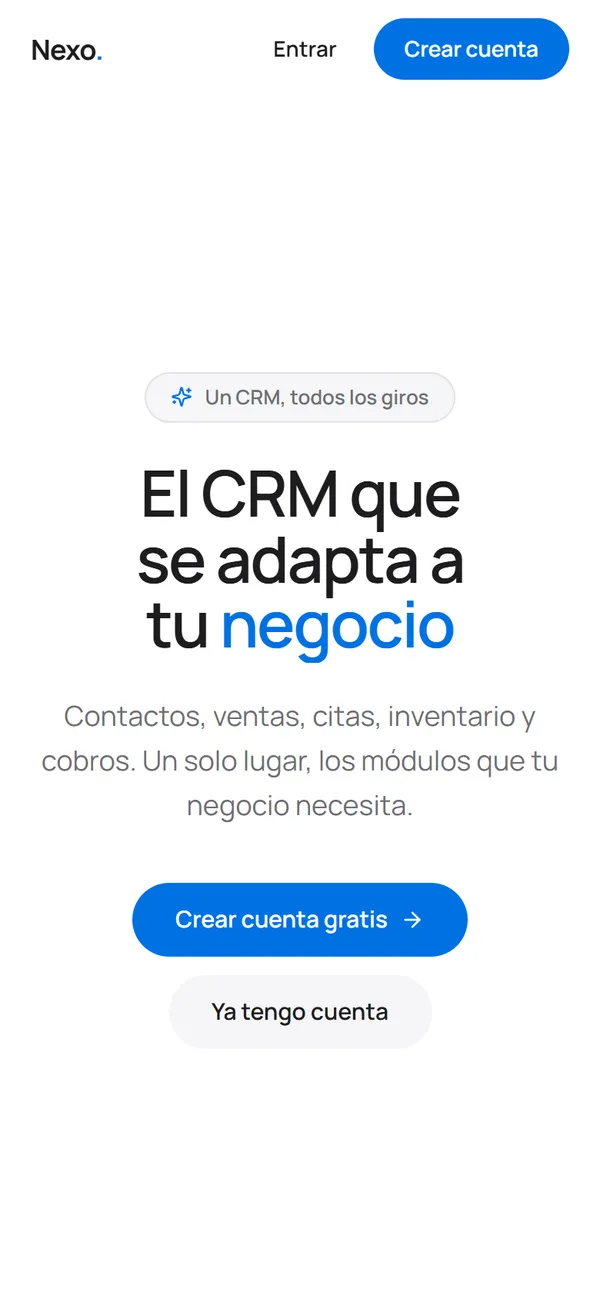 Nexo.
Entrar
Crear cuenta
Un CRM, todos los giros
El CRM que
se adapta a
tu negocio
Contactos, ventas, citas, inventario y
cobros. Un solo lugar, los módulos que tu
negocio necesita.
Crear cuenta gratis →
Ya tengo cuenta